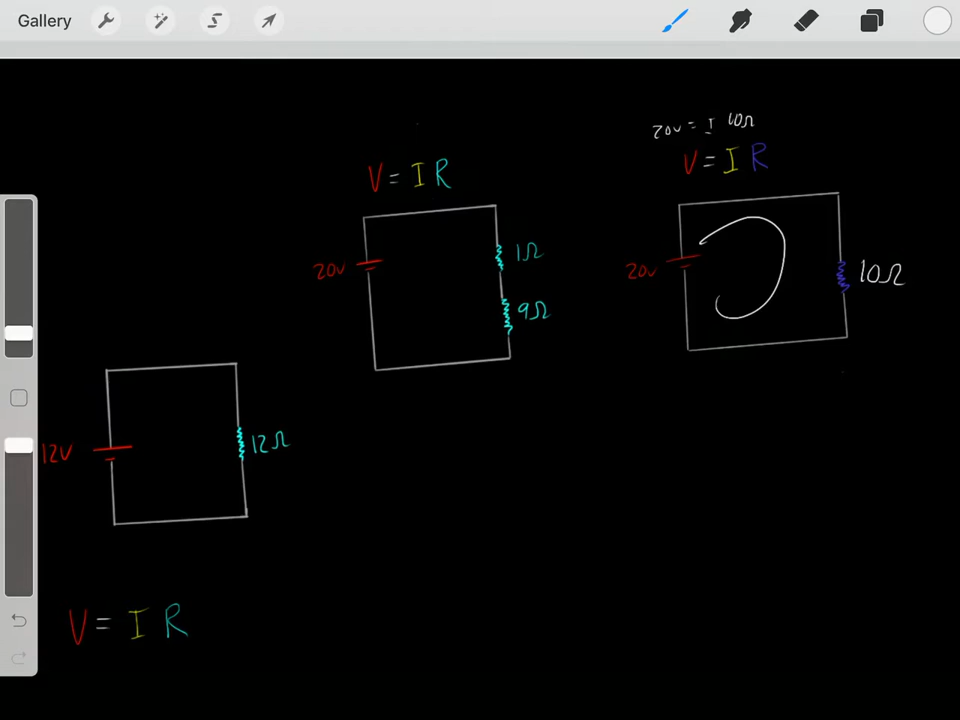 Gallery
20v = I 10Ω
V = I R
V = I R
1Ω
20v
9Ω
20v
10Ω
12V
12Ω
V = I R